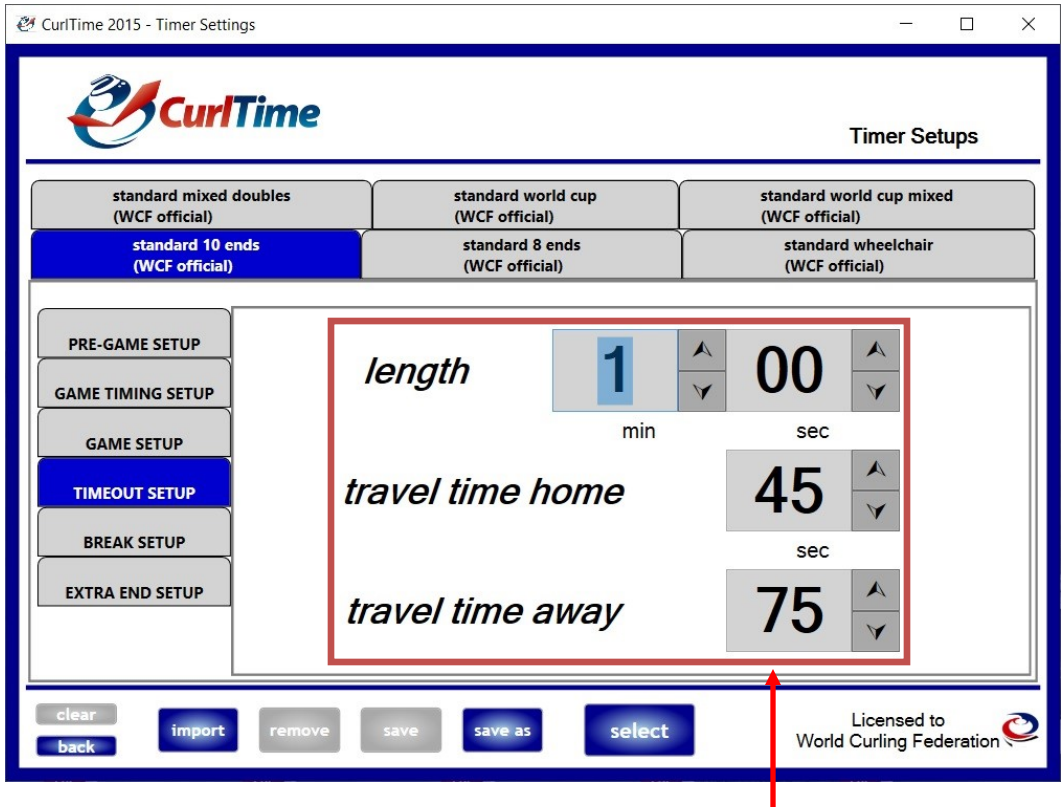 CurlTime 2015 - Timer Settings
CurlTime
Timer Setups
standard mixed doubles
(WCF official)
standard world cup
(WCF official)
standard world cup mixed
(WCF official)
standard 10 ends
(WCF official)
standard 8 ends
(WCF official)
standard wheelchair
(WCF official)
PRE-GAME SETUP
GAME TIMING SETUP
GAME SETUP
TIMEOUT SETUP
BREAK SETUP
EXTRA END SETUP
length 1 00
min sec
travel time home 45
sec
travel time away 75
clear
back
import
remove
save
save as
select
Licensed to
World Curling Federation